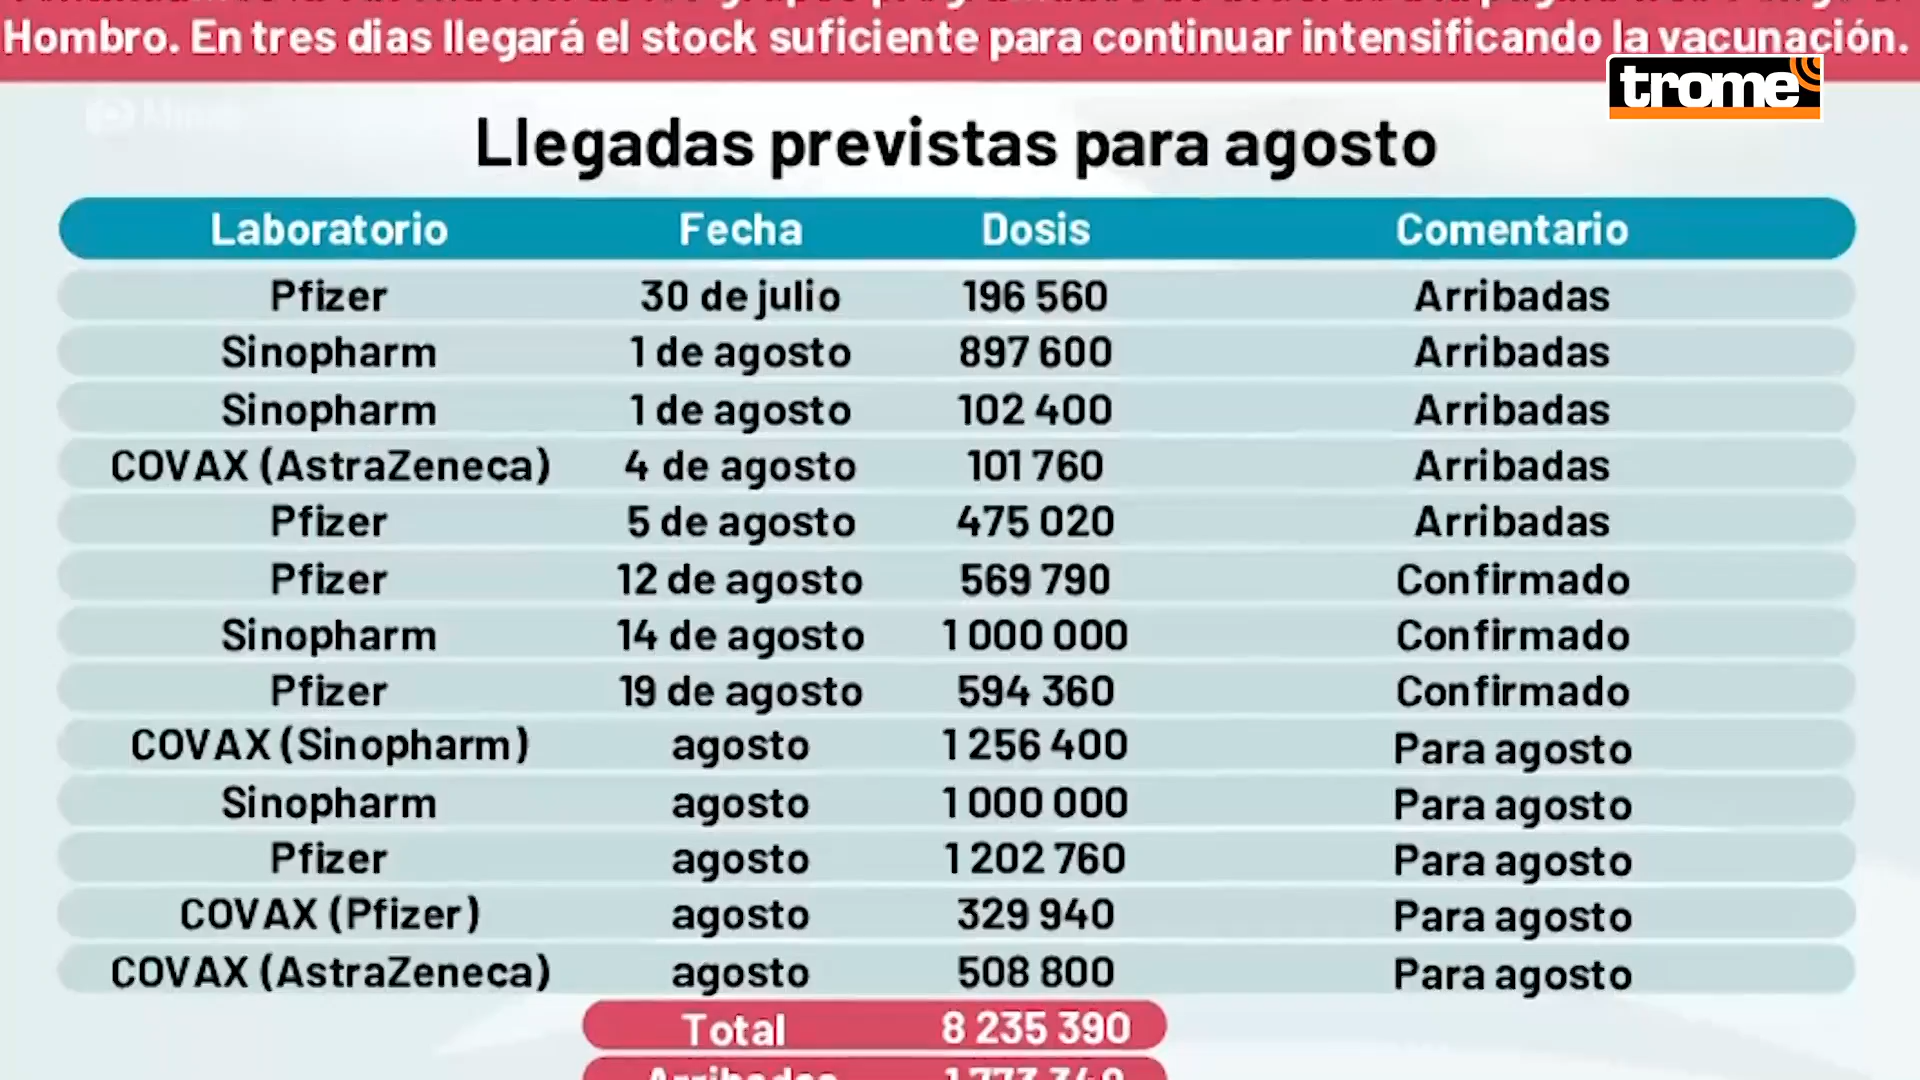 Hombro. En tres dias llegará el stock suficiente para continuar intensificando la vacunación.
trome
Llegadas previstas para agosto
Laboratorio Fecha Dosis Comentario
Pfizer 30 de julio 196 560 Arribadas
Sinopharm 1 de agosto 897 600 Arribadas
Sinopharm 1 de agosto 102 400 Arribadas
COVAX (AstraZeneca) 4 de agosto 101 760 Arribadas
Pfizer 5 de agosto 475 020 Arribadas
Pfizer 12 de agosto 569 790 Confirmado
Sinopharm 14 de agosto 1 000 000 Confirmado
Pfizer 19 de agosto 594 360 Confirmado
COVAX (Sinopharm) agosto 1 256 400 Para agosto
Sinopharm agosto 1 000 000 Para agosto
Pfizer agosto 1 202 760 Para agosto
COVAX (Pfizer) agosto 329 940 Para agosto
COVAX (AstraZeneca) agosto 508 800 Para agosto
Total 8 235 390
Arribadas 1 773 340